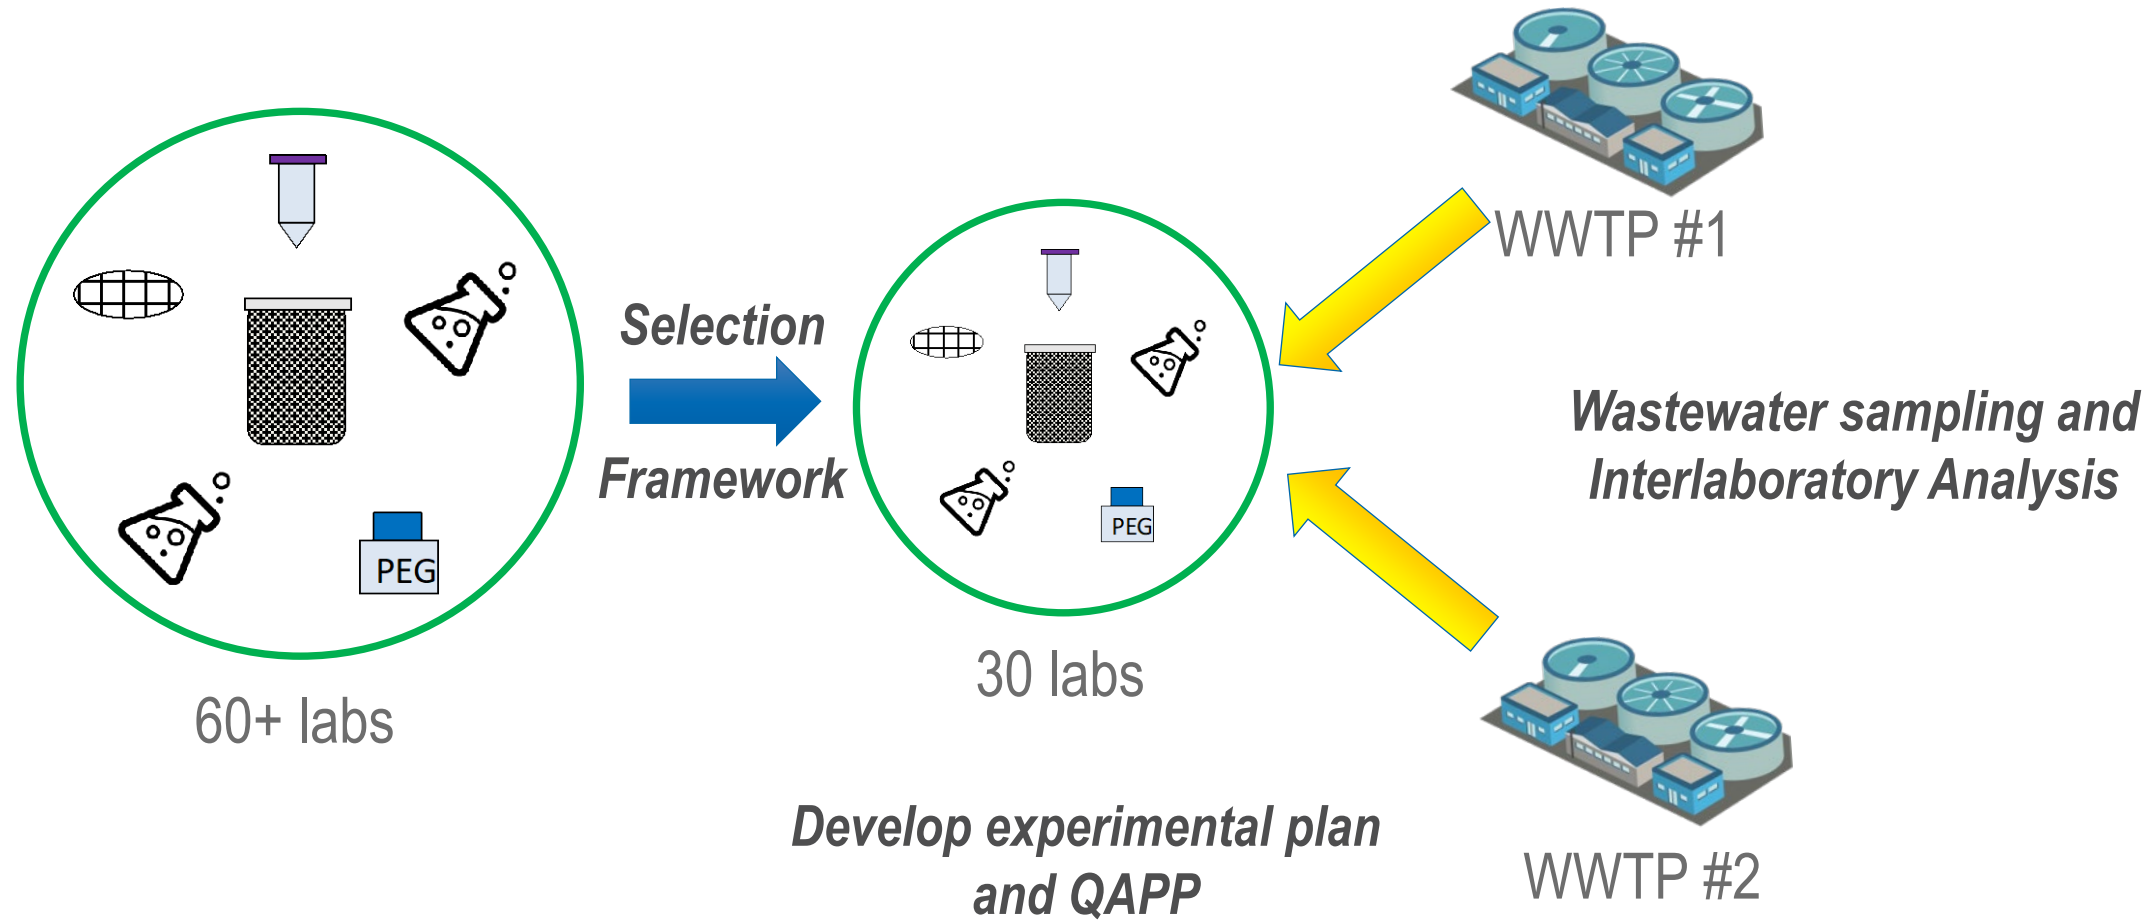 PEG
60+ labs
Selection
Framework
PEG
30 labs
Develop experimental plan
and QAPP
WWTP #1
Wastewater sampling and
Interlaboratory Analysis
WWTP #2